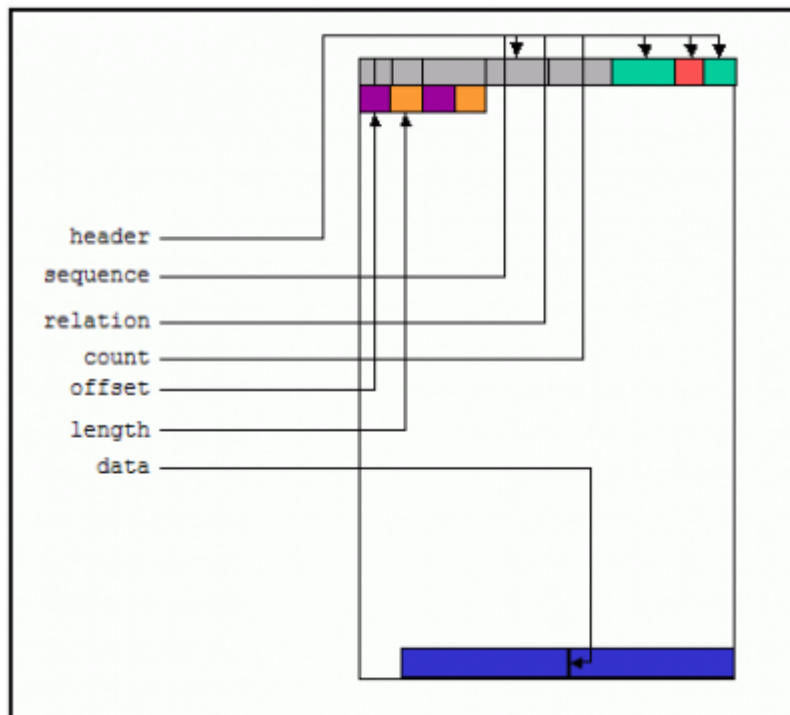 header
sequence
relation
count
offset
length
data